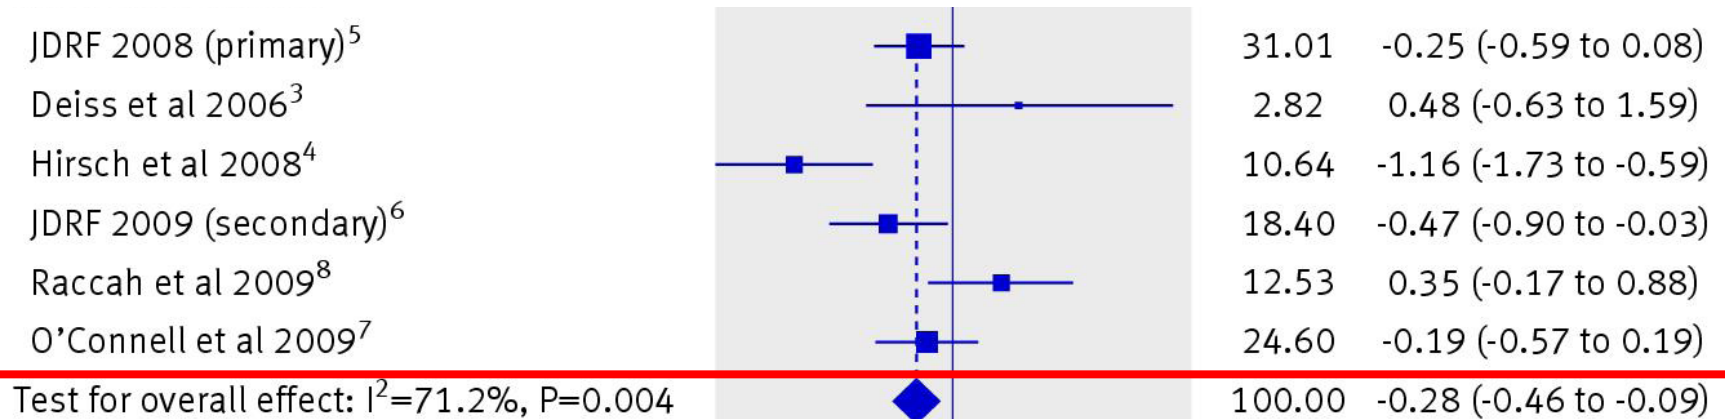 JDRF 2008 (primary)⁵ 31.01 -0.25 (-0.59 to 0.08)
Deiss et al 2006³ 2.82 0.48 (-0.63 to 1.59)
Hirsch et al 2008⁴ 10.64 -1.16 (-1.73 to -0.59)
JDRF 2009 (secondary)⁶ 18.40 -0.47 (-0.90 to -0.03)
Raccah et al 2009⁸ 12.53 0.35 (-0.17 to 0.88)
O’Connell et al 2009⁷ 24.60 -0.19 (-0.57 to 0.19)
Test for overall effect: I²=71.2%, P=0.004 100.00 -0.28 (-0.46 to -0.09)